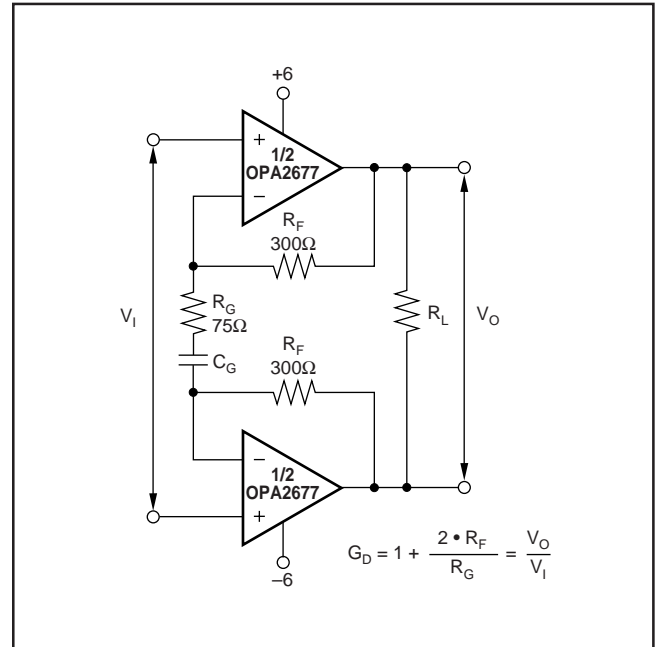 +6
+
1/2
OPA2677
−
R_F
300Ω
R_G
75Ω
V_I
R_L
V_O
C_G
R_F
300Ω
−
1/2
OPA2677
+
−6
G_D = 1 + 2 • R_F / R_G = V_O / V_I